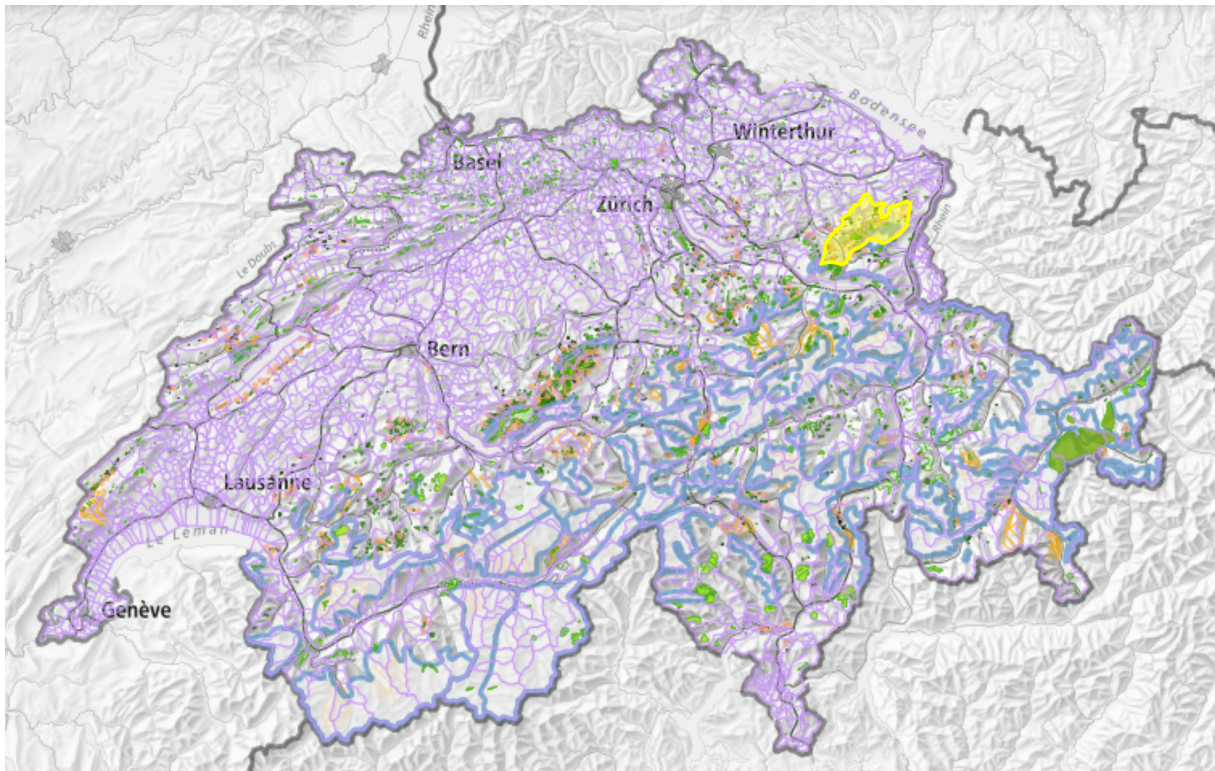 Rhein
Bodensee
Winterthur
Basel
Zürich
Rhein
Le Doubs
Bern
Lausanne
Le Léman
Genève